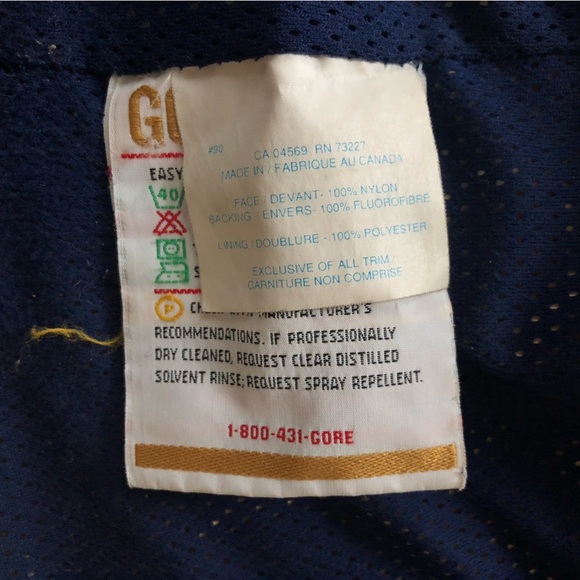 #90 CA 04569 RN 73227
MADE IN / FABRIQUE AU CANADA
FACE / DEVANT- 100% NYLON
BACKING / ENVERS- 100% FLUOROFIBRE
LINING / DOUBLURE - 100% POLYESTER
EXCLUSIVE OF ALL TRIM /
GARNITURE NON COMPRISE
EASY
40
P
MANUFACTURER'S
RECOMMENDATIONS. IF PROFESSIONALLY
DRY CLEANED, REQUEST CLEAR DISTILLED
SOLVENT RINSE; REQUEST SPRAY REPELLENT.
1-800-431-GORE